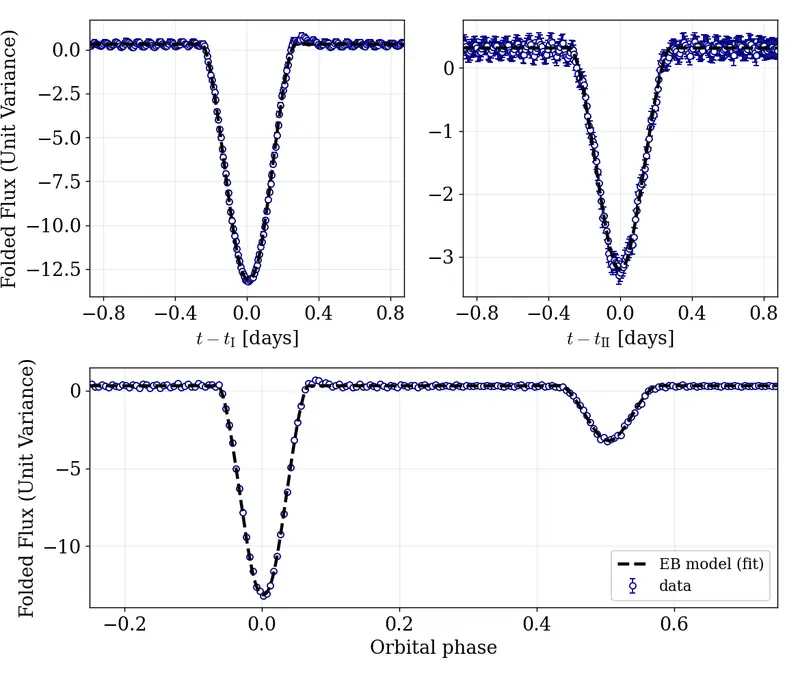 Folded Flux (Unit Variance)
0.0
−2.5
−5.0
−7.5
−10.0
−12.5
−0.8 −0.4 0.0 0.4 0.8
t − tI [days]
0
−1
−2
−3
−0.8 −0.4 0.0 0.4 0.8
t − tII [days]
Folded Flux (Unit Variance)
0
−5
−10
−0.2 0.0 0.2 0.4 0.6
Orbital phase
EB model (fit)
data